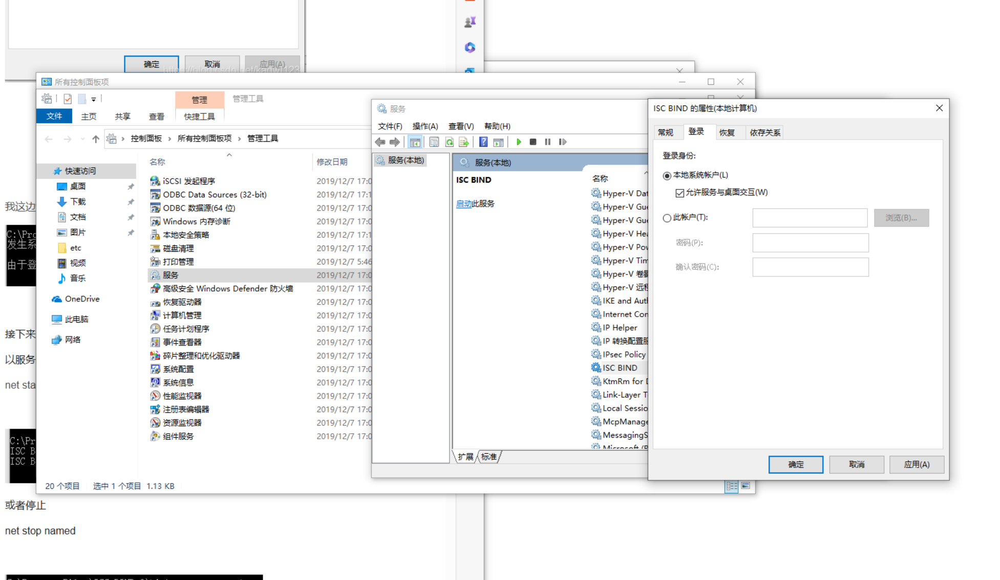 确定
取消
应用(A)
https://blog.csdn.net/kadwf123
所有控制面板项
管理
管理工具
文件
主页
共享
查看
快捷工具
控制面板
所有控制面板项
管理工具
名称
修改日期
快速访问
桌面
下载
文档
图片
etc
视频
音乐
OneDrive
此电脑
网络
iSCSI 发起程序 2019/12/7 17:0
ODBC Data Sources (32-bit) 2019/12/7 17:1
ODBC 数据源(64 位) 2019/12/7 17:0
Windows 内存诊断 2019/12/7 17:0
本地安全策略 2019/12/7 17:1
磁盘清理 2019/12/7 17:0
打印管理 2019/12/7 5:46
服务 2019/12/7 17:0
高级安全 Windows Defender 防火墙 2019/12/7 17:0
恢复驱动器 2019/12/7 17:0
计算机管理 2019/12/7 17:0
任务计划程序 2019/12/7 17:0
事件查看器 2019/12/7 17:0
碎片整理和优化驱动器 2019/12/7 17:0
系统配置 2019/12/7 17:0
系统信息 2019/12/7 17:0
性能监视器 2019/12/7 17:0
注册表编辑器 2019/12/7 17:0
资源监视器 2019/12/7 17:0
组件服务 2019/12/7 17:0
20 个项目 选中 1 个项目 1.13 KB
我这边
C:\Pro
发生系
由于登
接下来
以服务
net sta
C:\Pr
ISC B
ISC B
或者停止
net stop named
服务
文件(F) 操作(A) 查看(V) 帮助(H)
服务(本地)
服务(本地)
ISC BIND
启动此服务
名称
Hyper-V Dat
Hyper-V Gue
Hyper-V Gue
Hyper-V Hea
Hyper-V Pow
Hyper-V Tim
Hyper-V 卷影
Hyper-V 远程
IKE and Auth
Internet Con
IP Helper
IP 转换配置服
IPsec Policy
ISC BIND
KtmRm for D
Link-Layer T
Local Sessio
McpManage
MessagingS
Microsoft (R
扩展 标准
ISC BIND 的属性(本地计算机)
常规 登录 恢复 依存关系
登录身份:
本地系统帐户(L)
允许服务与桌面交互(W)
此帐户(T):
浏览(B)...
密码(P):
确认密码(C):
确定 取消 应用(A)